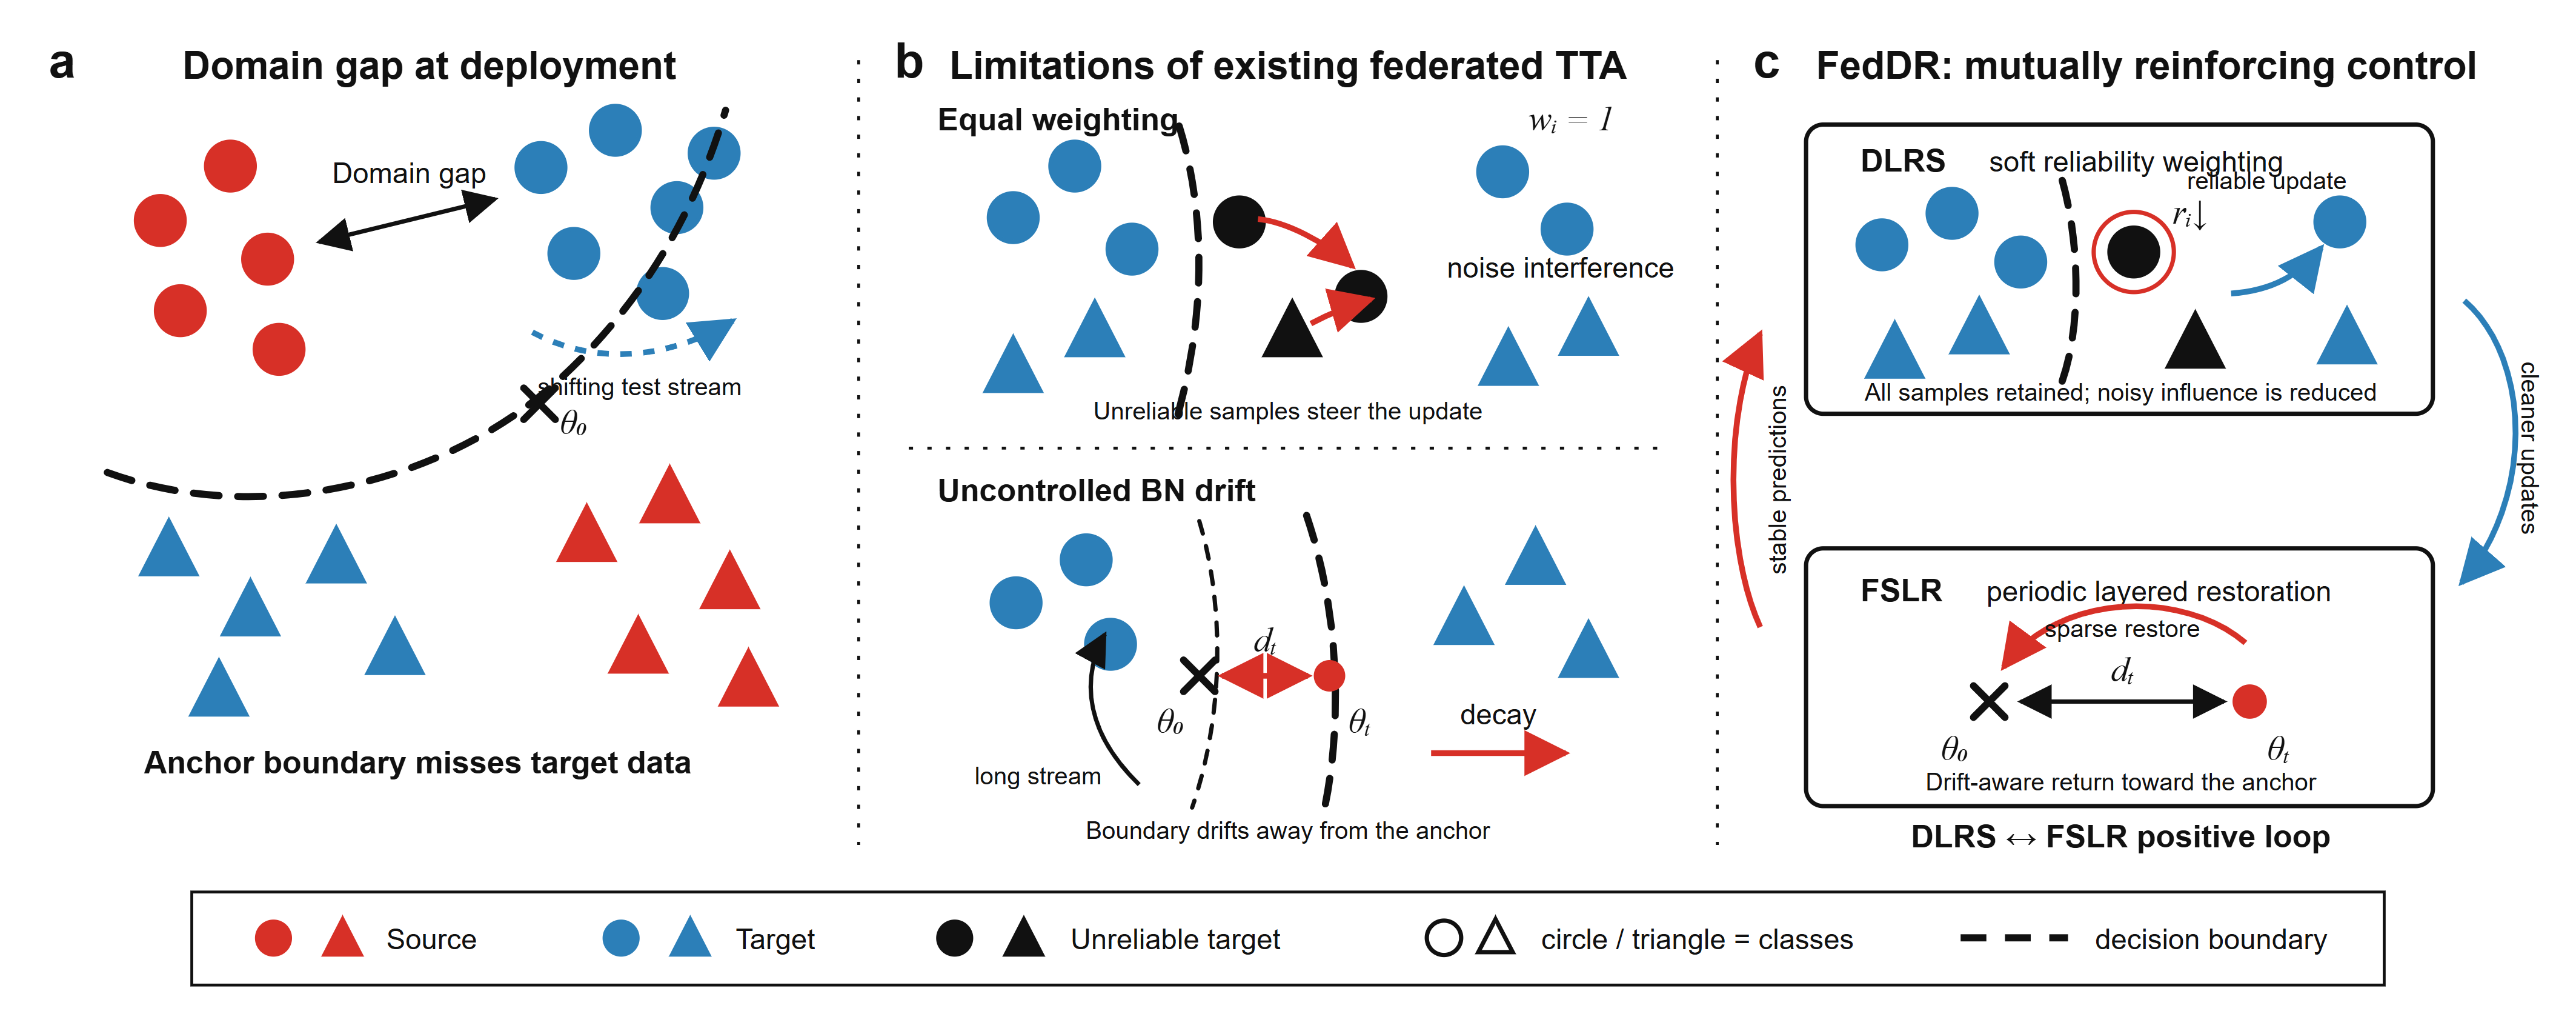 a Domain gap at deployment
Domain gap
shifting test stream
θ₀
Anchor boundary misses target data
b Limitations of existing federated TTA
Equal weighting
wᵢ = 1
noise interference
Unreliable samples steer the update
Uncontrolled BN drift
dₜ
θ₀
θₜ
decay
long stream
Boundary drifts away from the anchor
c FedDR: mutually reinforcing control
DLRS soft reliability weighting
reliable update
rᵢ↓
All samples retained; noisy influence is reduced
stable predictions
cleaner updates
FSLR periodic layered restoration
sparse restore
dₜ
θ₀
θₜ
Drift-aware return toward the anchor
DLRS ↔ FSLR positive loop
Source
Target
Unreliable target
circle / triangle = classes
decision boundary